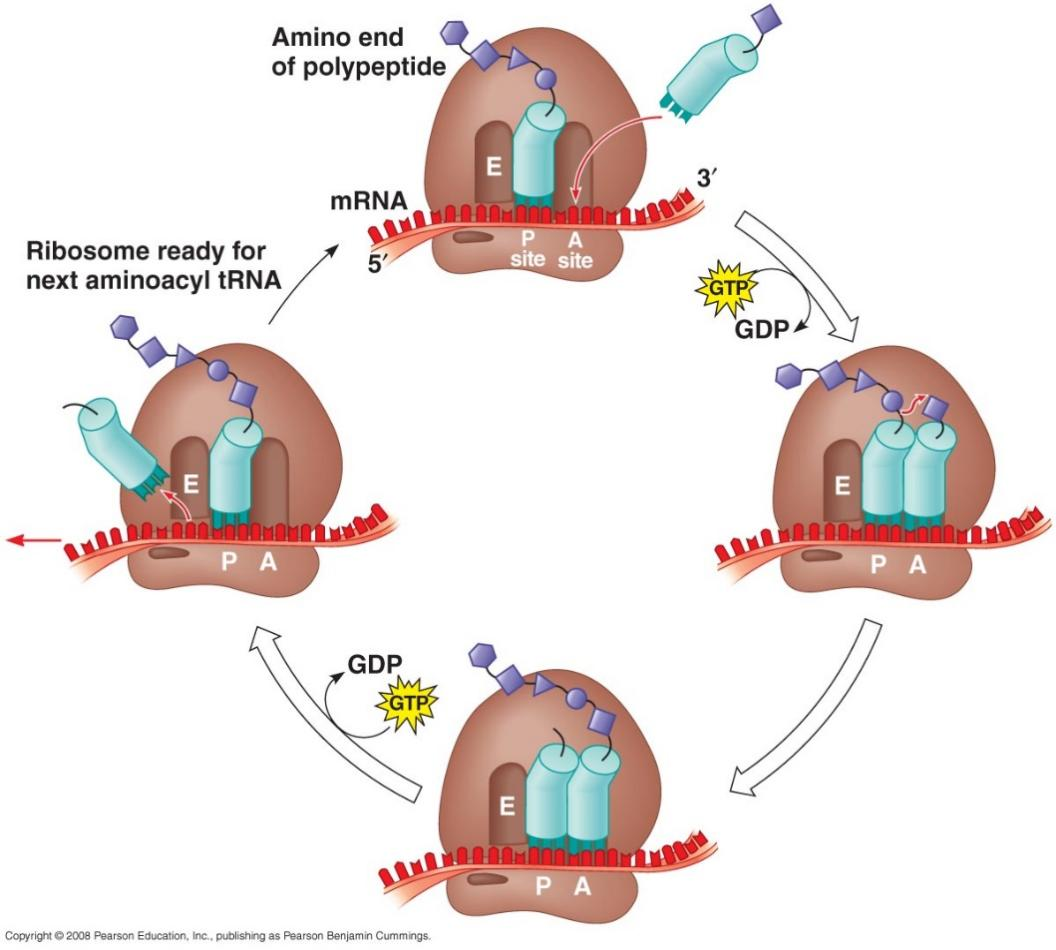 Amino end
of polypeptide
E
mRNA
3′
5′
P
site
A
site
Ribosome ready for
next aminoacyl tRNA
GTP
GDP
E
P A
E
P A
GDP
GTP
E
P A
Copyright © 2008 Pearson Education, Inc., publishing as Pearson Benjamin Cummings.